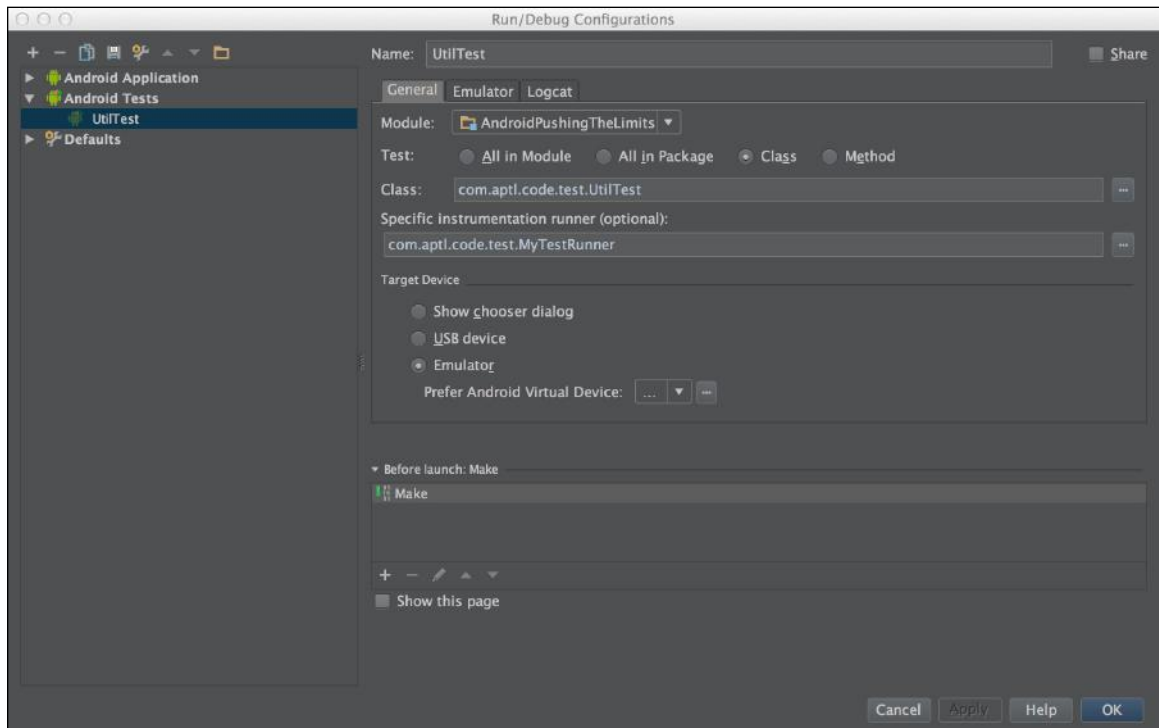 Run/Debug Configurations
Name: UtilTest Share
Android Application
Android Tests
UtilTest
Defaults
General Emulator Logcat
Module: AndroidPushingTheLimits
Test: All in Module All in Package Class Method
Class: com.aptl.code.test.UtilTest ...
Specific instrumentation runner (optional):
com.aptl.code.test.MyTestRunner ...
Target Device
Show chooser dialog
USB device
Emulator
Prefer Android Virtual Device: ... ...
Before launch: Make
Make
Show this page
Cancel Apply Help OK